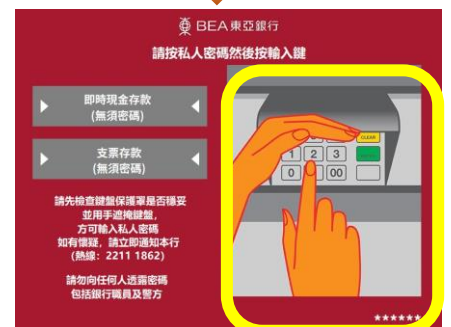 BEA東亞銀行
請按私人密碼然後按輸入鍵
即時現金存款
(無須密碼)
支票存款
(無須密碼)
請先檢查鍵盤保護罩是否穩妥
並用手遮掩鍵盤,
方可輸入私人密碼
如有懷疑, 請立即通知本行
(熱線: 2211 1862)
請勿向任何人透露密碼
包括銀行職員及警方
CLEAR
1 2 3
0 00
******